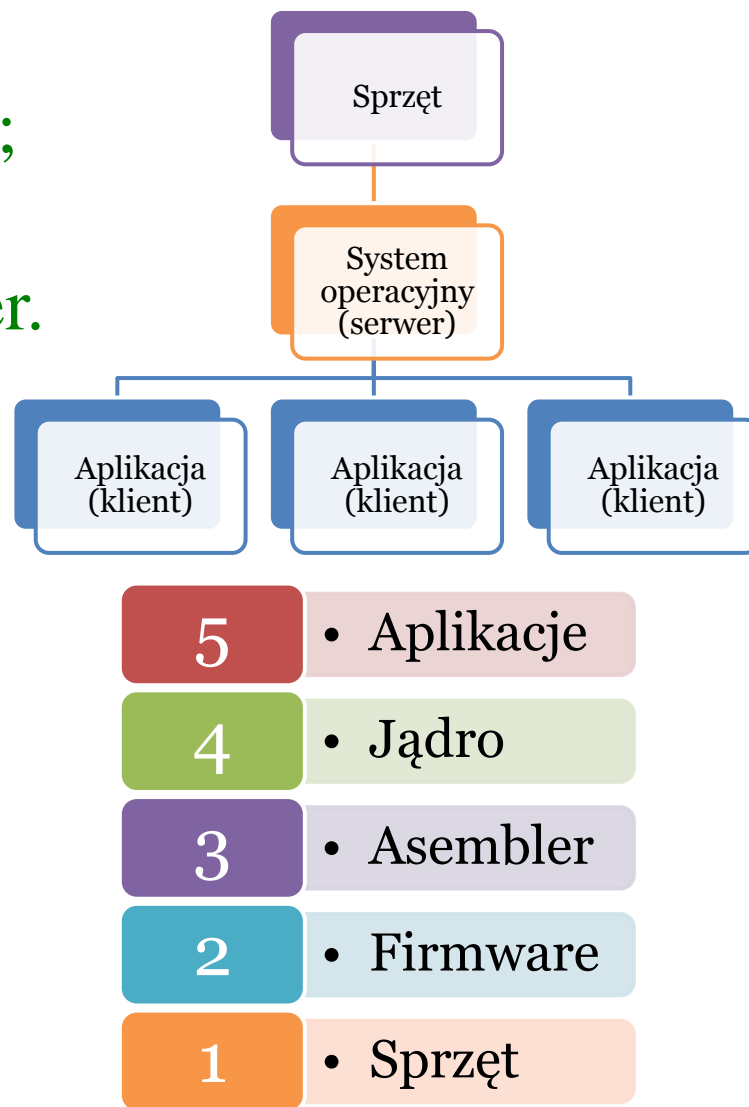 Sprzęt
;
System
operacyjny
(serwer)
er.
Aplikacja
(klient)
Aplikacja
(klient)
Aplikacja
(klient)
5 • Aplikacje
4 • Jądro
3 • Asembler
2 • Firmware
1 • Sprzęt